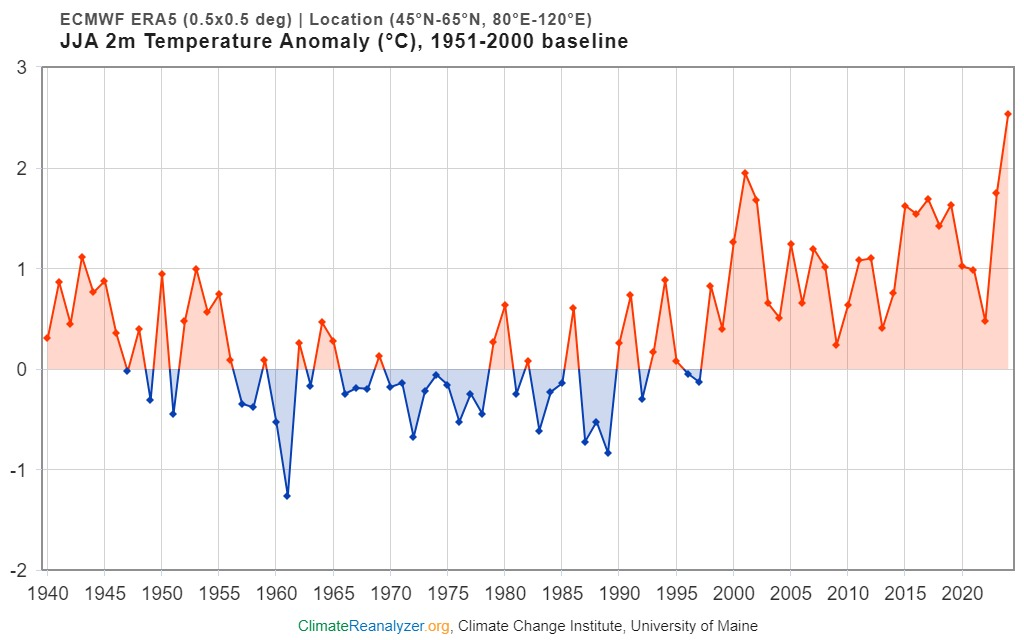 ECMWF ERA5 (0.5x0.5 deg) | Location (45°N-65°N, 80°E-120°E)
JJA 2m Temperature Anomaly (°C), 1951-2000 baseline
3
2
1
0
-1
-2
1940 1945 1950 1955 1960 1965 1970 1975 1980 1985 1990 1995 2000 2005 2010 2015 2020
ClimateReanalyzer.org, Climate Change Institute, University of Maine